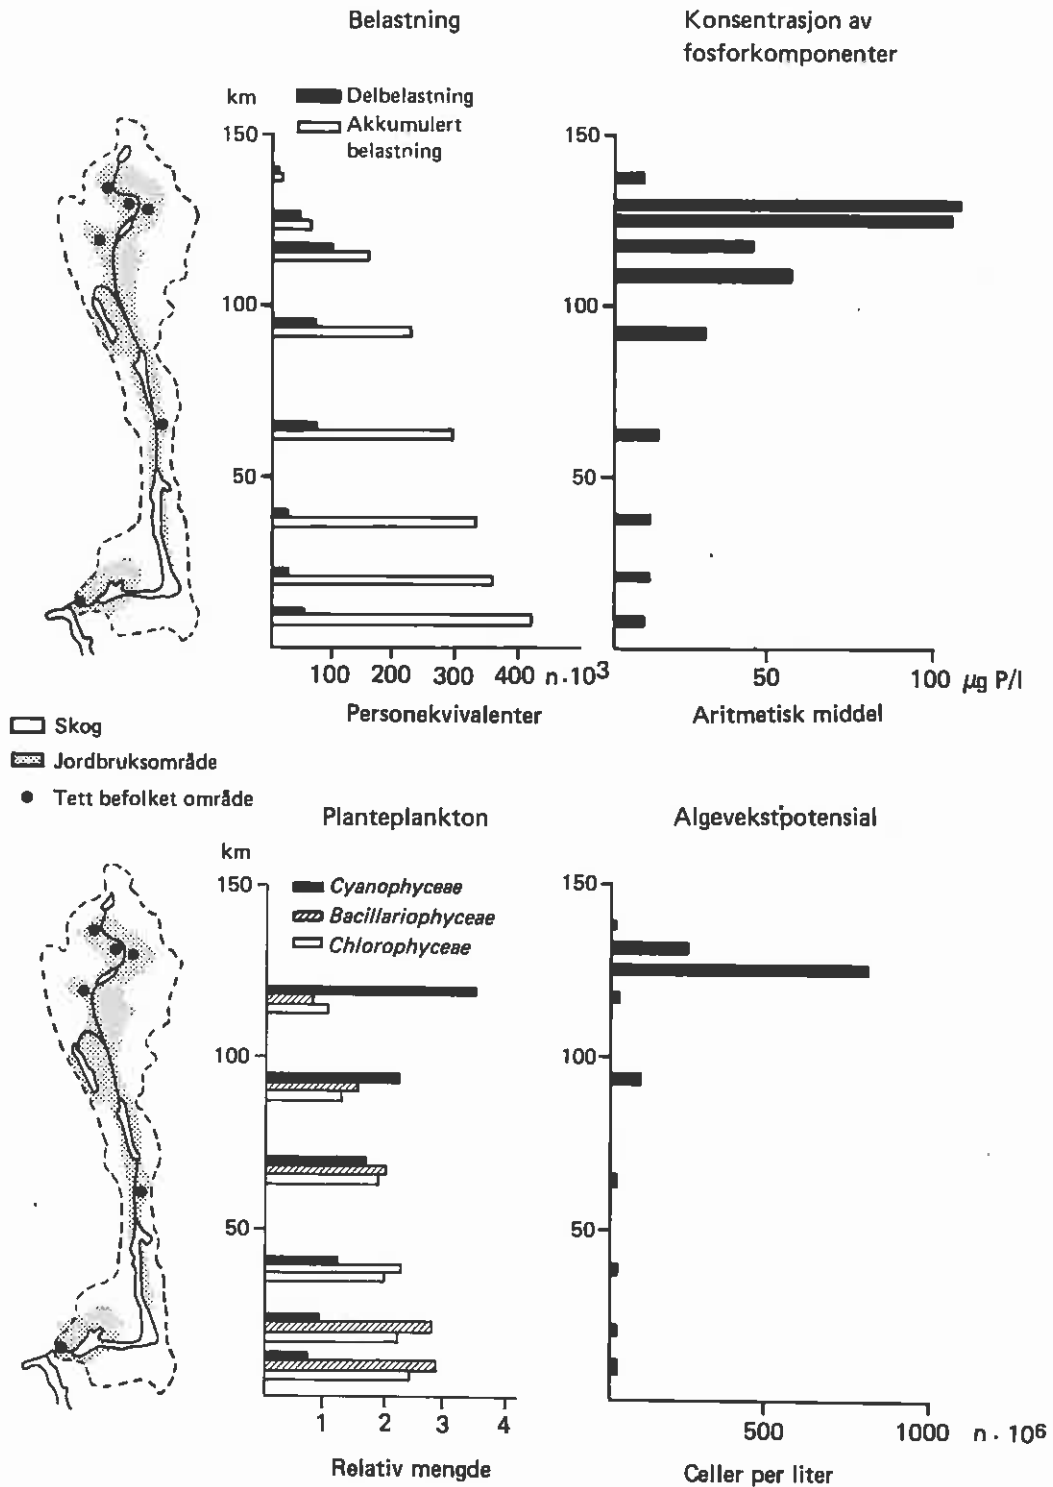 Belastning
Konsentrasjon av
fosforkomponenter
km
Delbelastning
Akkumulert
belastning
150
100
50
100 200 300 400 n·10³
Personekvivalenter
150
100
50
50
100 µg P/l
Aritmetisk middel
Skog
Jordbruksområde
Tett befolket område
Planteplankton
Algevekstpotensial
km
Cyanophyceae
Bacillariophyceae
Chlorophyceae
150
100
50
1 2 3 4
Relativ mengde
150
100
50
500
1000 n·10⁶
Celler per liter